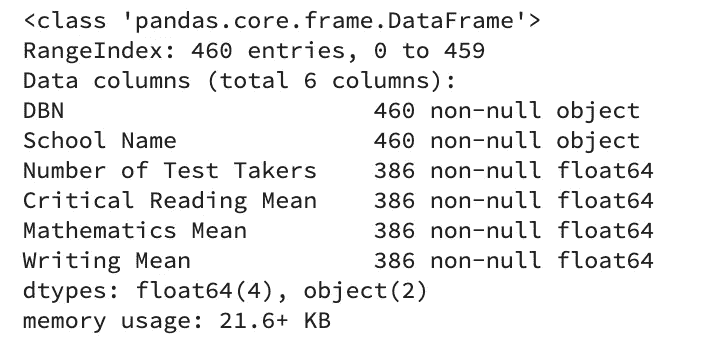 <class 'pandas.core.frame.DataFrame'>
RangeIndex: 460 entries, 0 to 459
Data columns (total 6 columns):
DBN                      460 non-null object
School Name              460 non-null object
Number of Test Takers    386 non-null float64
Critical Reading Mean    386 non-null float64
Mathematics Mean         386 non-null float64
Writing Mean             386 non-null float64
dtypes: float64(4), object(2)
memory usage: 21.6+ KB